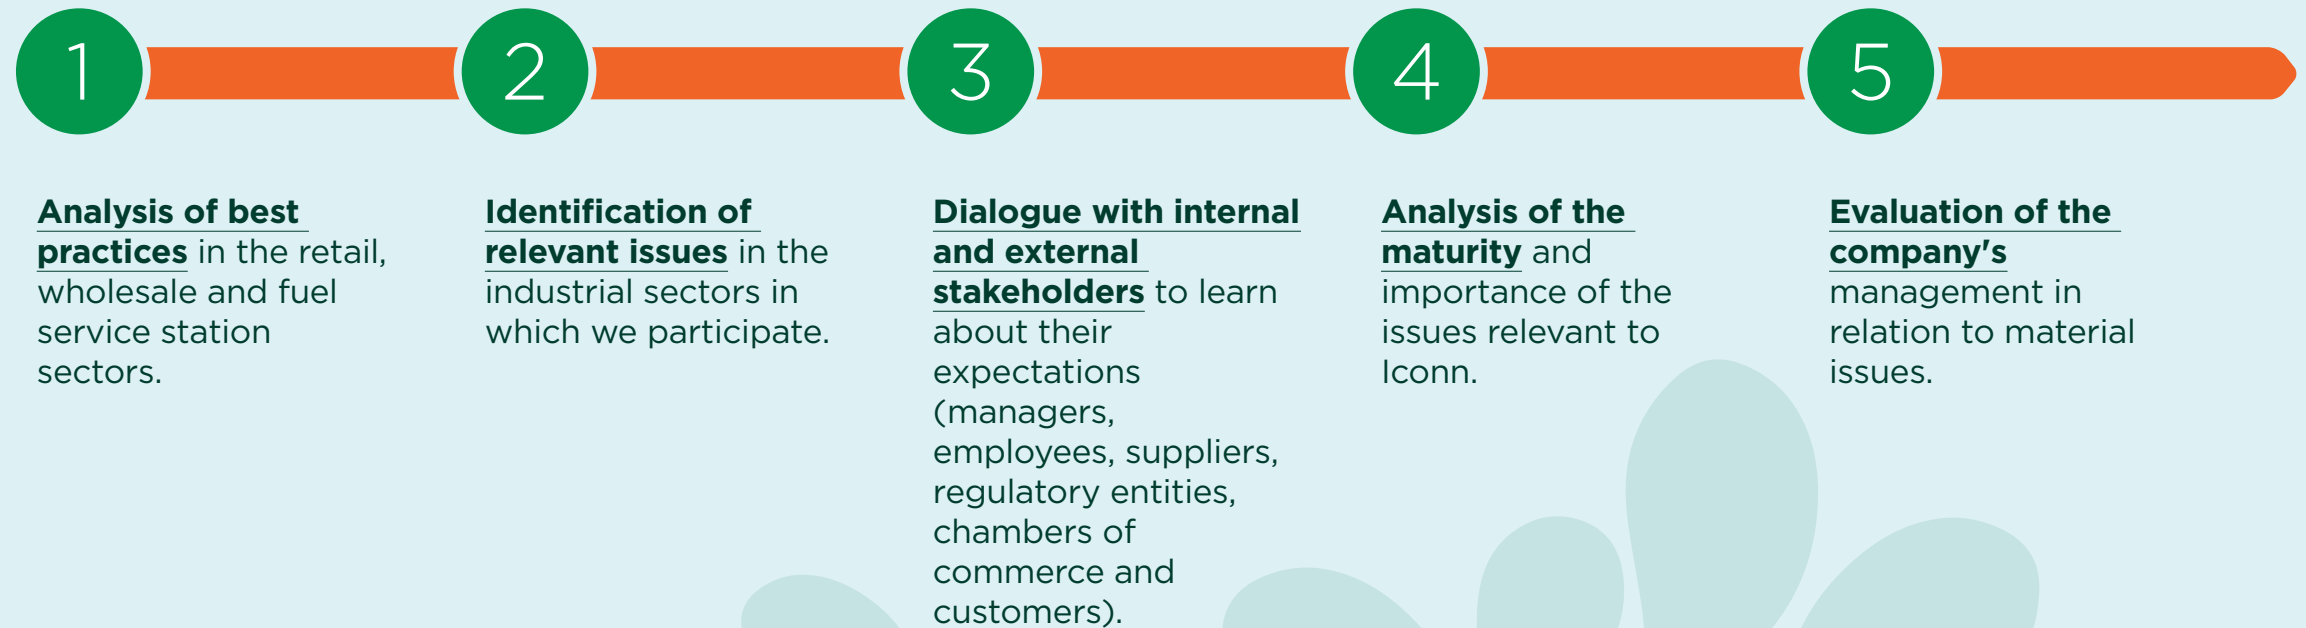 1
2
3
4
5
Analysis of best
practices in the retail,
wholesale and fuel
service station
sectors.
Identification of
relevant issues in the
industrial sectors in
which we participate.
Dialogue with internal
and external
stakeholders to learn
about their
expectations
(managers,
employees, suppliers,
regulatory entities,
chambers of
commerce and
customers).
Analysis of the
maturity and
importance of the
issues relevant to
Iconn.
Evaluation of the
company's
management in
relation to material
issues.